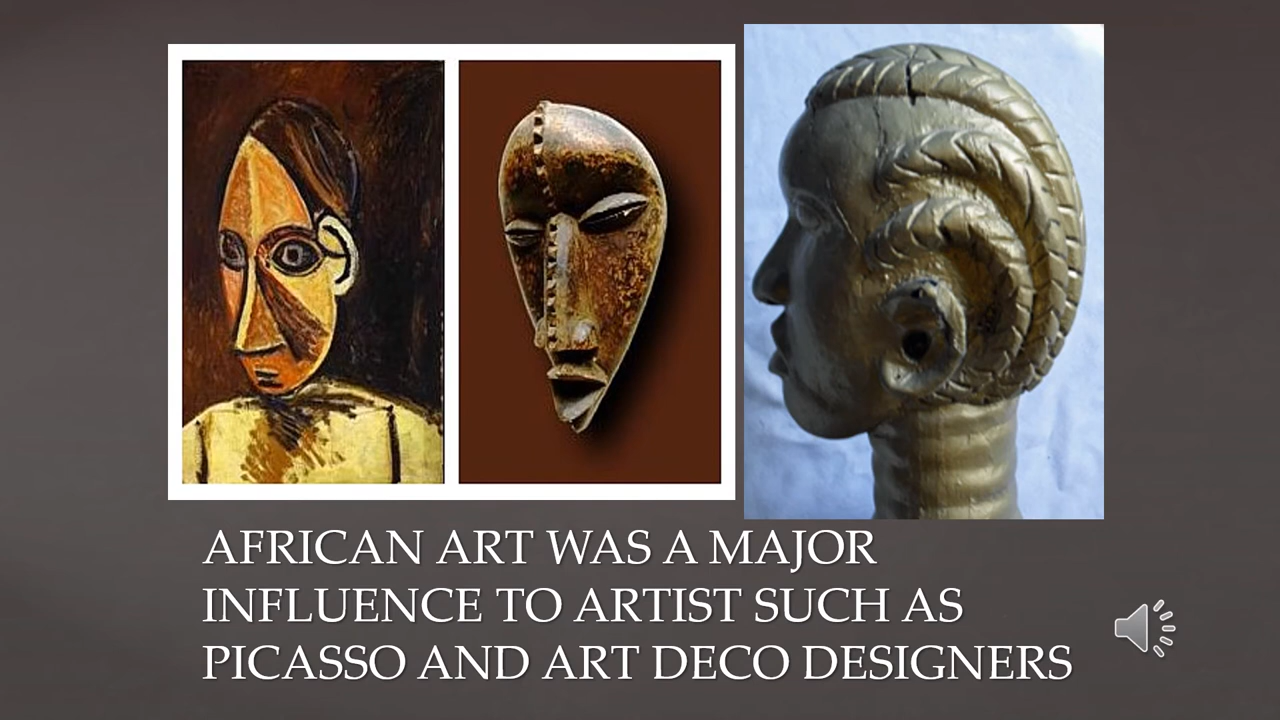 AFRICAN ART WAS A MAJOR
INFLUENCE TO ARTIST SUCH AS
PICASSO AND ART DECO DESIGNERS